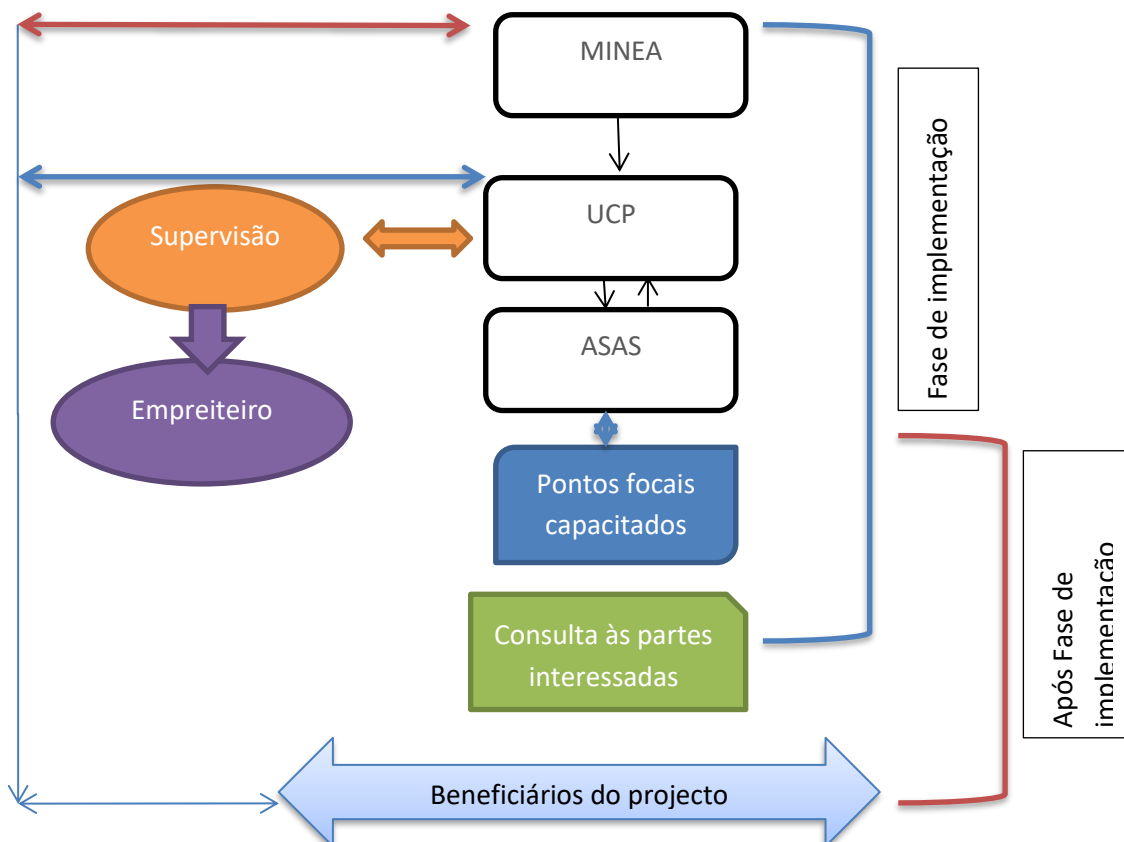 MINEA
UCP
Supervisão
ASAS
Empreiteiro
Pontos focais
capacitados
Consulta às partes
interessadas
Beneficiários do projecto
Fase de implementação
Após Fase de
implementação